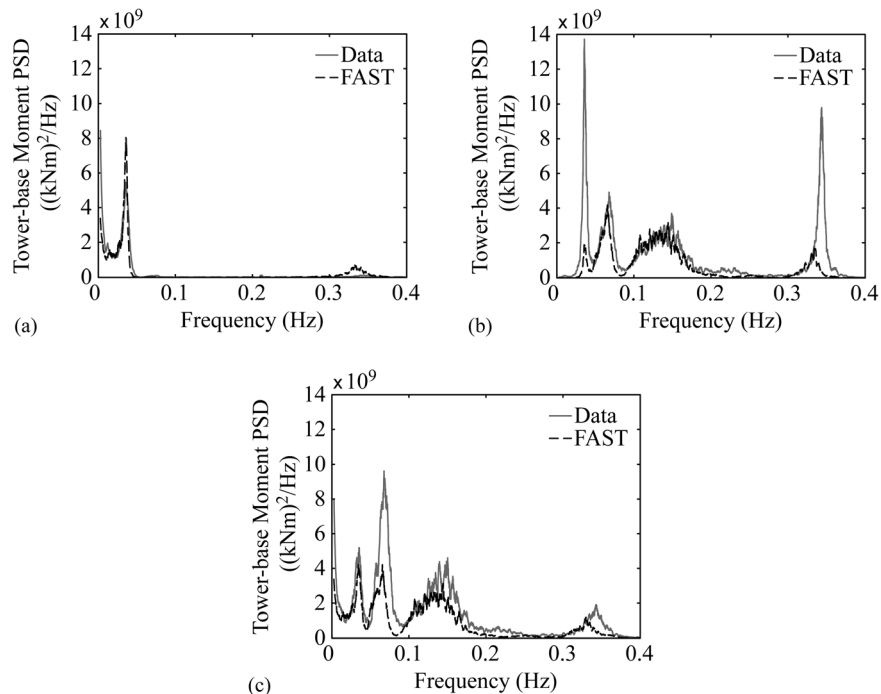 14 ×10⁹
Tower-base Moment PSD
((kNm)²/Hz)
12
10
8
6
4
2
0
Data
FAST
0 0.1 0.2 0.3 0.4
Frequency (Hz)
(a)
14 ×10⁹
Tower-base Moment PSD
((kNm)²/Hz)
12
10
8
6
4
2
0
Data
FAST
0 0.1 0.2 0.3 0.4
Frequency (Hz)
(b)
14 ×10⁹
Tower-base Moment PSD
((kNm)²/Hz)
12
10
8
6
4
2
0
Data
FAST
0 0.1 0.2 0.3 0.4
Frequency (Hz)
(c)